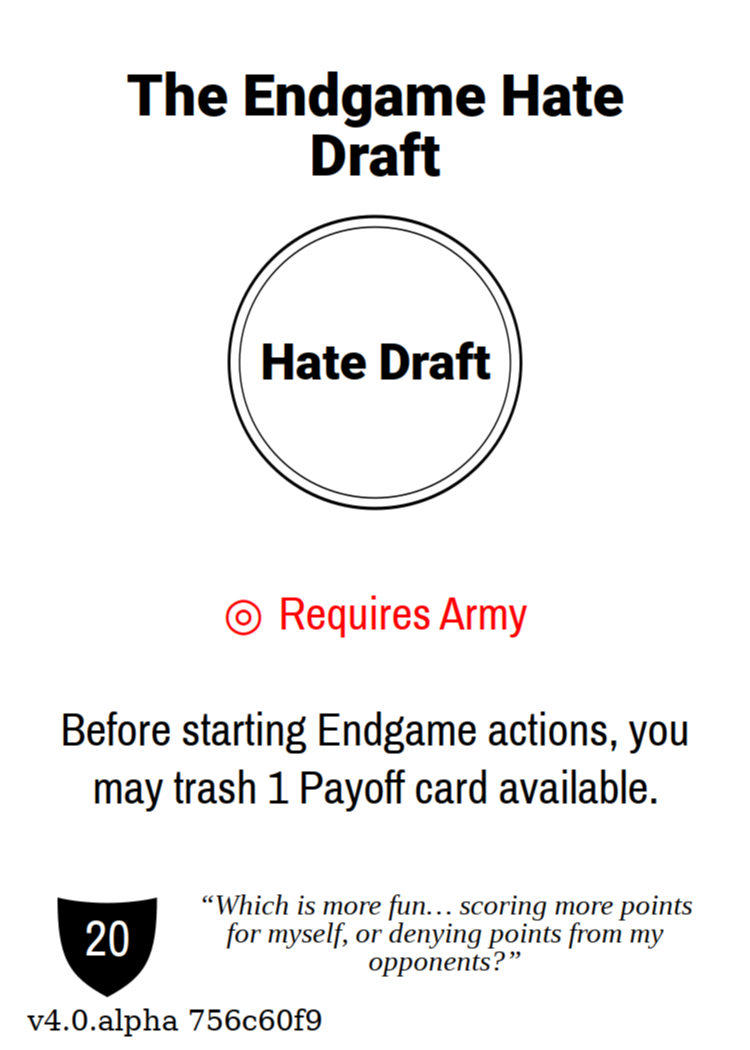 The Endgame Hate
Draft
Hate Draft
◎ Requires Army
Before starting Endgame actions, you
may trash 1 Payoff card available.
20
“Which is more fun… scoring more points
for myself, or denying points from my
opponents?”
v4.0.alpha 756c60f9